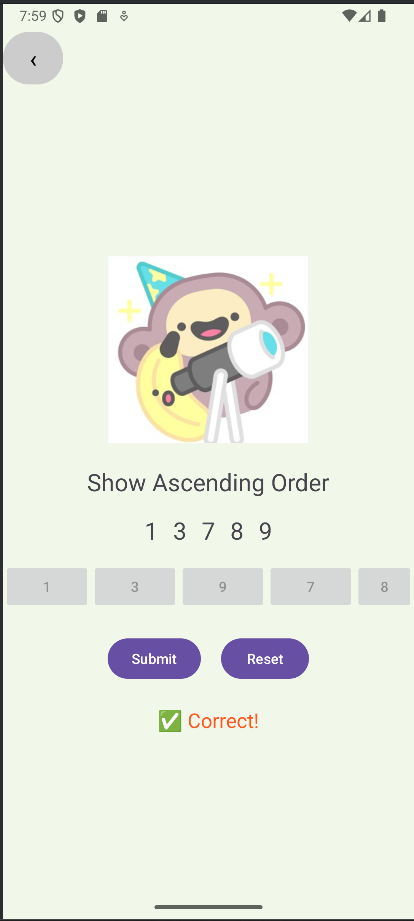 7:59
‹
Show Ascending Order
1 3 7 8 9
1 3 9 7 8
Submit Reset
✅ Correct!